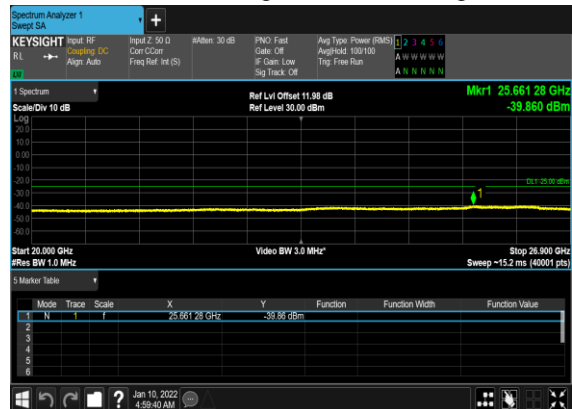 Spectrum Analyzer 1
Swept SA
+
KEYSIGHT Input: RF Input Z: 50 Ω #Atten: 30 dB PNO: Fast Avg Type: Power (RMS) 1 2 3 4 5 6
RL Coupling: DC Corr CCorr Gate: Off Avg|Hold: 100/100 A W W W W W
Align: Auto Freq Ref: Int (S) IF Gain: Low Trig: Free Run
LW Sig Track: Off A N N N N N
1 Spectrum Ref Lvl Offset 11.98 dB Mkr1 25.661 28 GHz
Scale/Div 10 dB Ref Level 30.00 dBm -39.860 dBm
Log
20.0
10.0
0.00
-10.0
-20.0
DL1 -25.00 dBm
-30.0
1
-40.0
-50.0
-60.0
Start 20.000 GHz Video BW 3.0 MHz* Stop 26.900 GHz
#Res BW 1.0 MHz Sweep ~15.2 ms (40001 pts)
5 Marker Table
Mode Trace Scale X Y Function Function Width Function Value
1 N 1 f 25.661 28 GHz -39.86 dBm
2
3
4
5
6
? Jan 10, 2022
4:59:40 AM